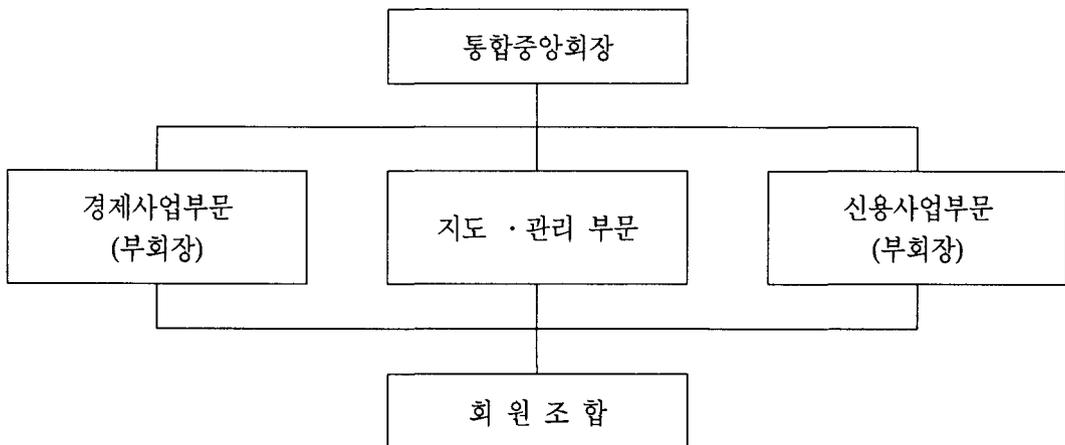 통합중앙회장
경제사업부문
(부회장)
지도 · 관리 부문
신용사업부문
(부회장)
회 원 조 합